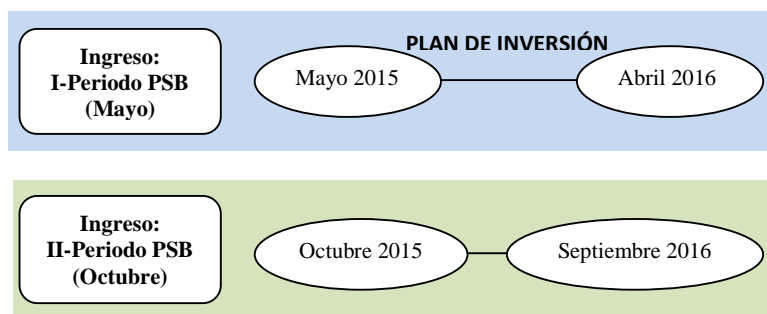 PLAN DE INVERSIÓN
Ingreso:
I-Periodo PSB
(Mayo)
Mayo 2015
Abril 2016
Ingreso:
II-Periodo PSB
(Octubre)
Octubre 2015
Septiembre 2016